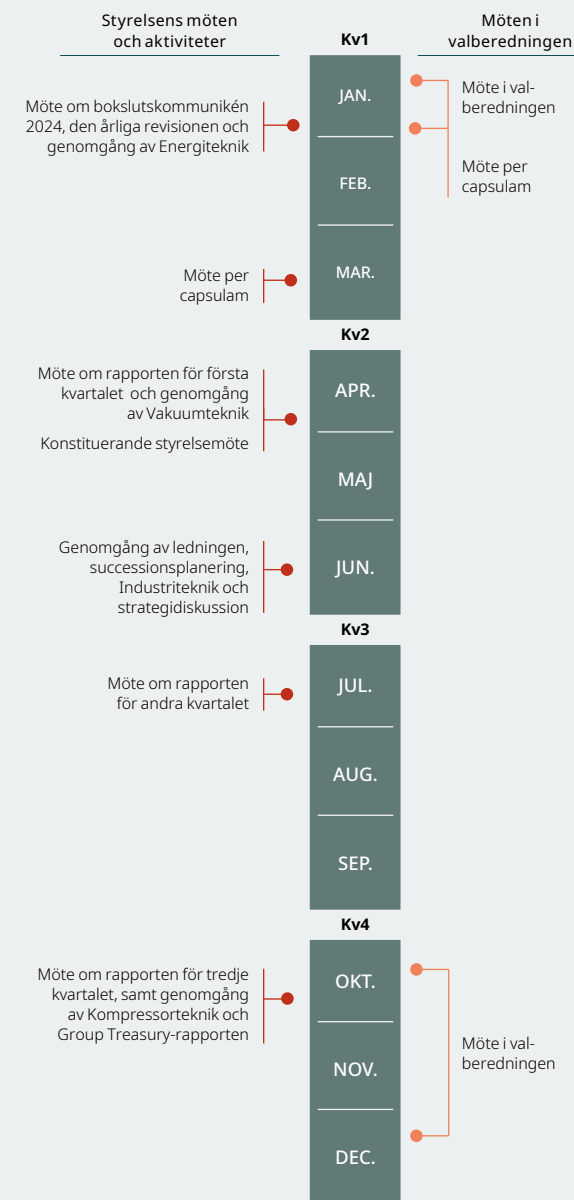 Styrelsens möten
och aktiviteter
Kv1
Möten i
valberedningen
JAN.
Möte i val-
beredningen
Möte om bokslutskommunikén
2024, den årliga revisionen och
genomgång av Energiteknik
Möte per
capsulam
FEB.
MAR.
Möte per
capsulam
Kv2
Möte om rapporten för första
kvartalet och genomgång
av Vakuumteknik
Konstituerande styrelsemöte
APR.
MAJ
Genomgång av ledningen,
successionsplanering,
Industriteknik och
strategidiskussion
JUN.
Kv3
Möte om rapporten
för andra kvartalet
JUL.
AUG.
SEP.
Kv4
Möte om rapporten för tredje
kvartalet, samt genomgång
av Kompressorteknik och
Group Treasury-rapporten
OKT.
NOV.
Möte i val-
beredningen
DEC.